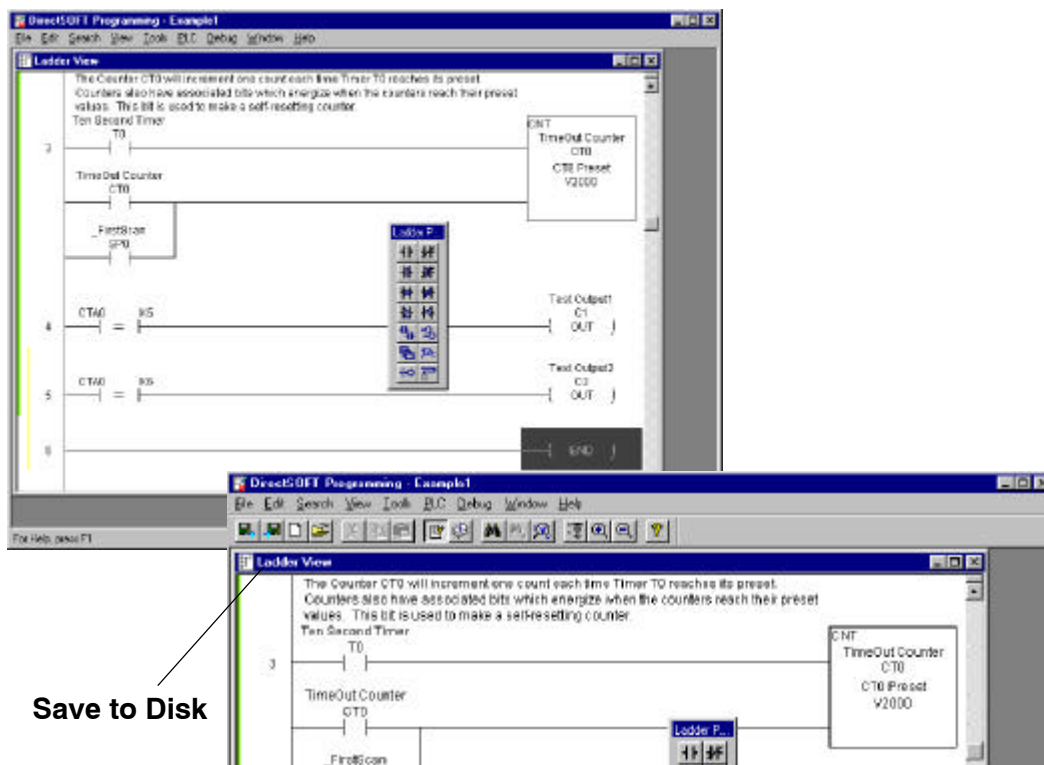 DirectSOFT Programming - Example1
File Edit Search View Tools PLC Debug Window Help
Ladder View
The Counter CT0 will increment one count each time Timer T0 reaches its preset.
Counters also have associated bits which energize when the counters reach their preset
values. This bit is used to make a self-resetting counter.
Ten Second Timer
T0
3
CNT
TimeOut Counter
CT0
CT0 Preset
V2000
TimeOut Counter
CT0
_FirstScan
SP0
Ladder P...
4
CTA0 = K5
Test Output1
C1
OUT
5
CTA0 = K6
Test Output2
C2
OUT
6
END
For Help, press F1
DirectSOFT Programming - Example1
File Edit Search View Tools PLC Debug Window Help
Ladder View
The Counter CT0 will increment one count each time Timer T0 reaches its preset.
Counters also have associated bits which energize when the counters reach their preset
values. This bit is used to make a self-resetting counter.
Ten Second Timer
T0
3
CNT
TimeOut Counter
CT0
CT0 Preset
V2000
TimeOut Counter
CT0
_FirstScan
Ladder P...
Save to Disk